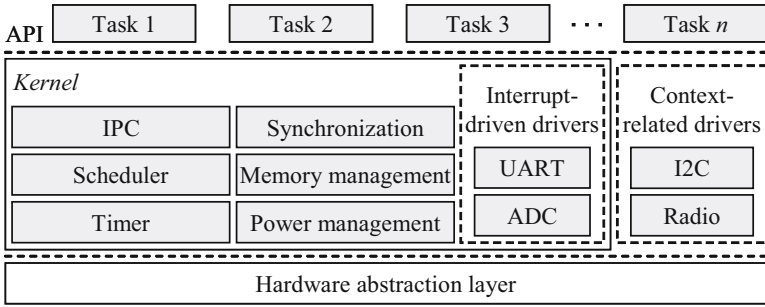 Task 1 Task 2 Task 3 ··· Task n
API
Kernel
IPC Synchronization
Scheduler Memory management
Timer Power management
Interrupt-
driven drivers
UART
ADC
Context-
related drivers
I2C
Radio
Hardware abstraction layer